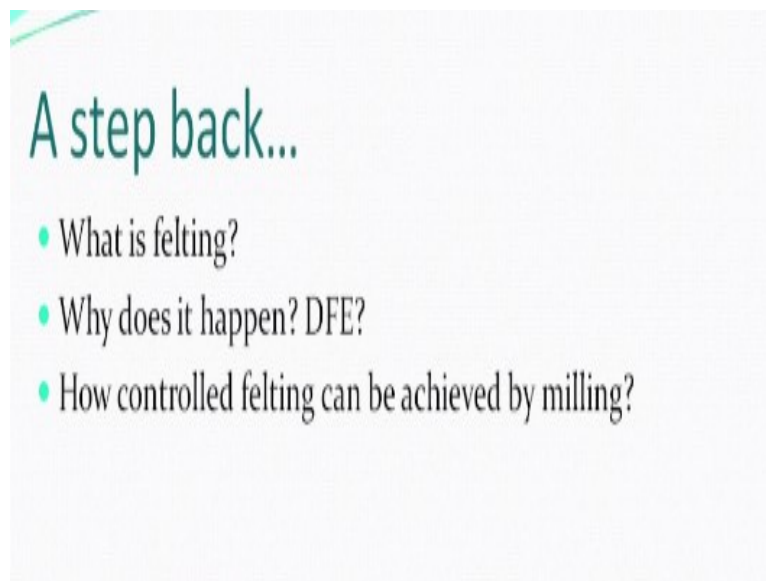 A step back...
• What is felting?
• Why does it happen? DFE?
• How controlled felting can be achieved by milling?